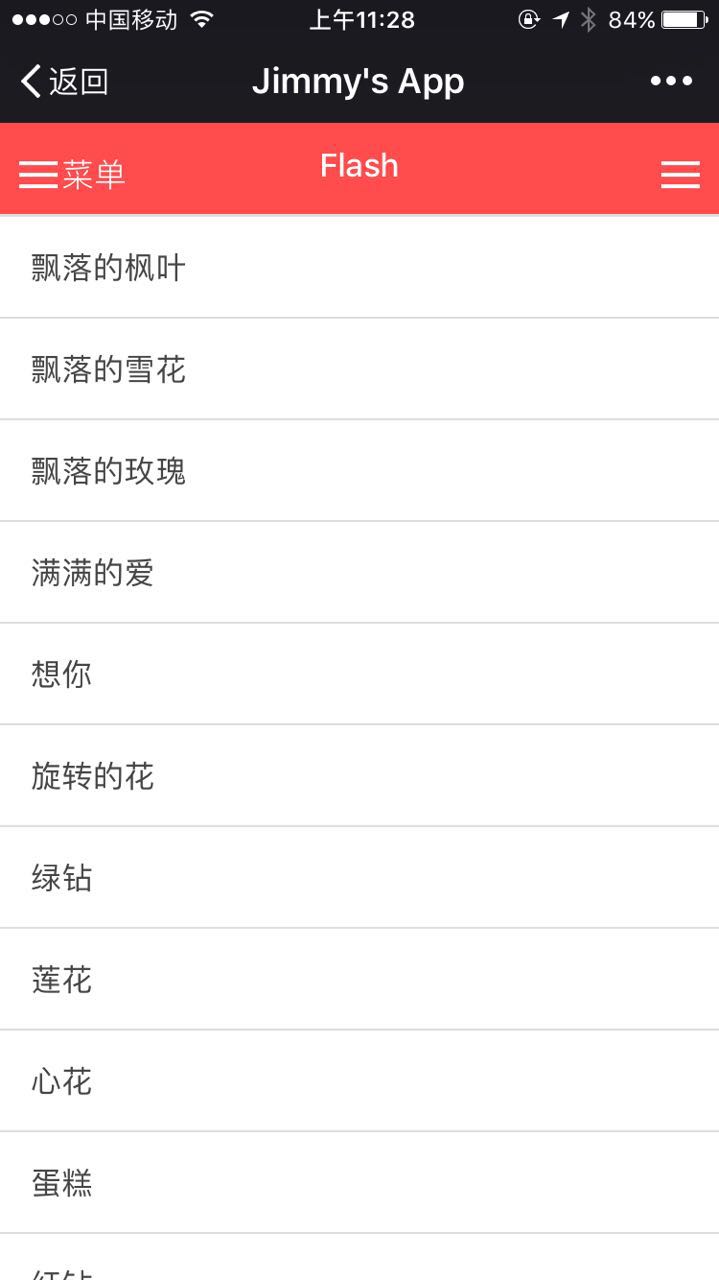 中国移动 上午11:28 84%
返回 Jimmy's App
菜单 Flash
飘落的枫叶
飘落的雪花
飘落的玫瑰
满满的爱
想你
旋转的花
绿钻
莲花
心花
蛋糕